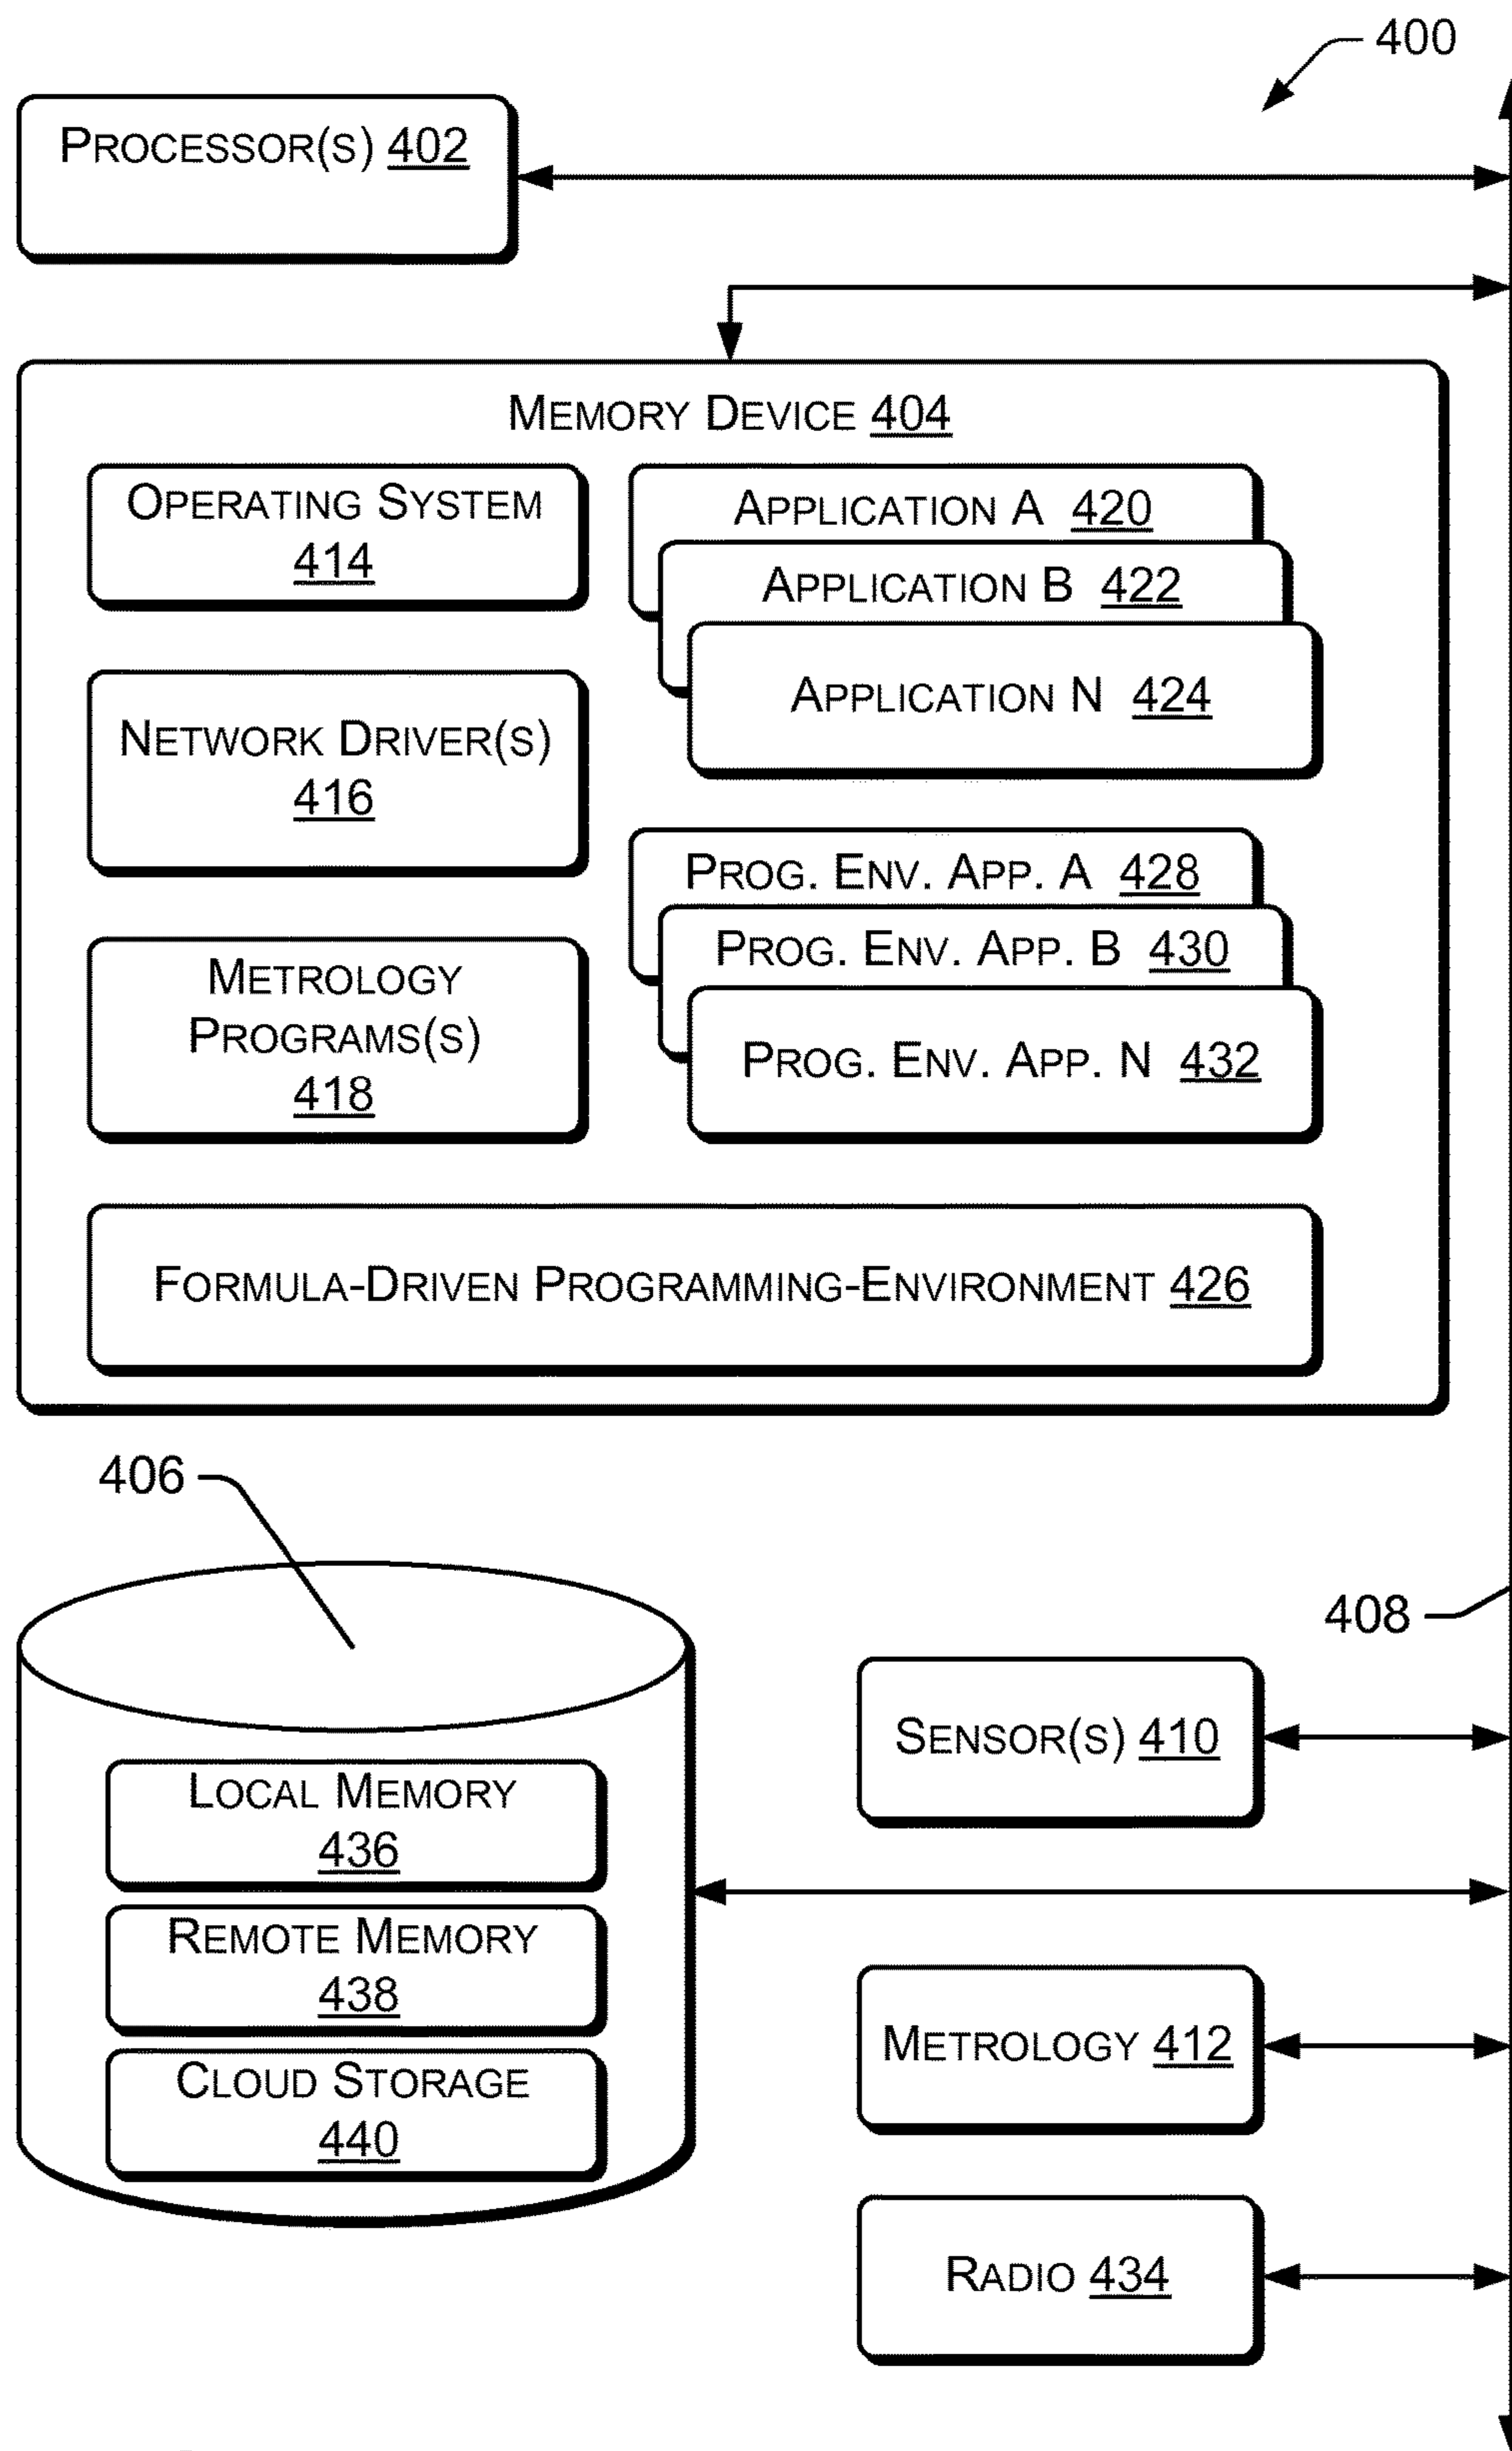 400
PROCESSOR(S) 402
MEMORY DEVICE 404
OPERATING SYSTEM
414
APPLICATION A 420
APPLICATION B 422
APPLICATION N 424
NETWORK DRIVER(S)
416
PROG. ENV. APP. A 428
PROG. ENV. APP. B 430
PROG. ENV. APP. N 432
METROLOGY
PROGRAMS(S)
418
FORMULA-DRIVEN PROGRAMMING-ENVIRONMENT 426
406
408
SENSOR(S) 410
LOCAL MEMORY
436
REMOTE MEMORY
438
CLOUD STORAGE
440
METROLOGY 412
RADIO 434